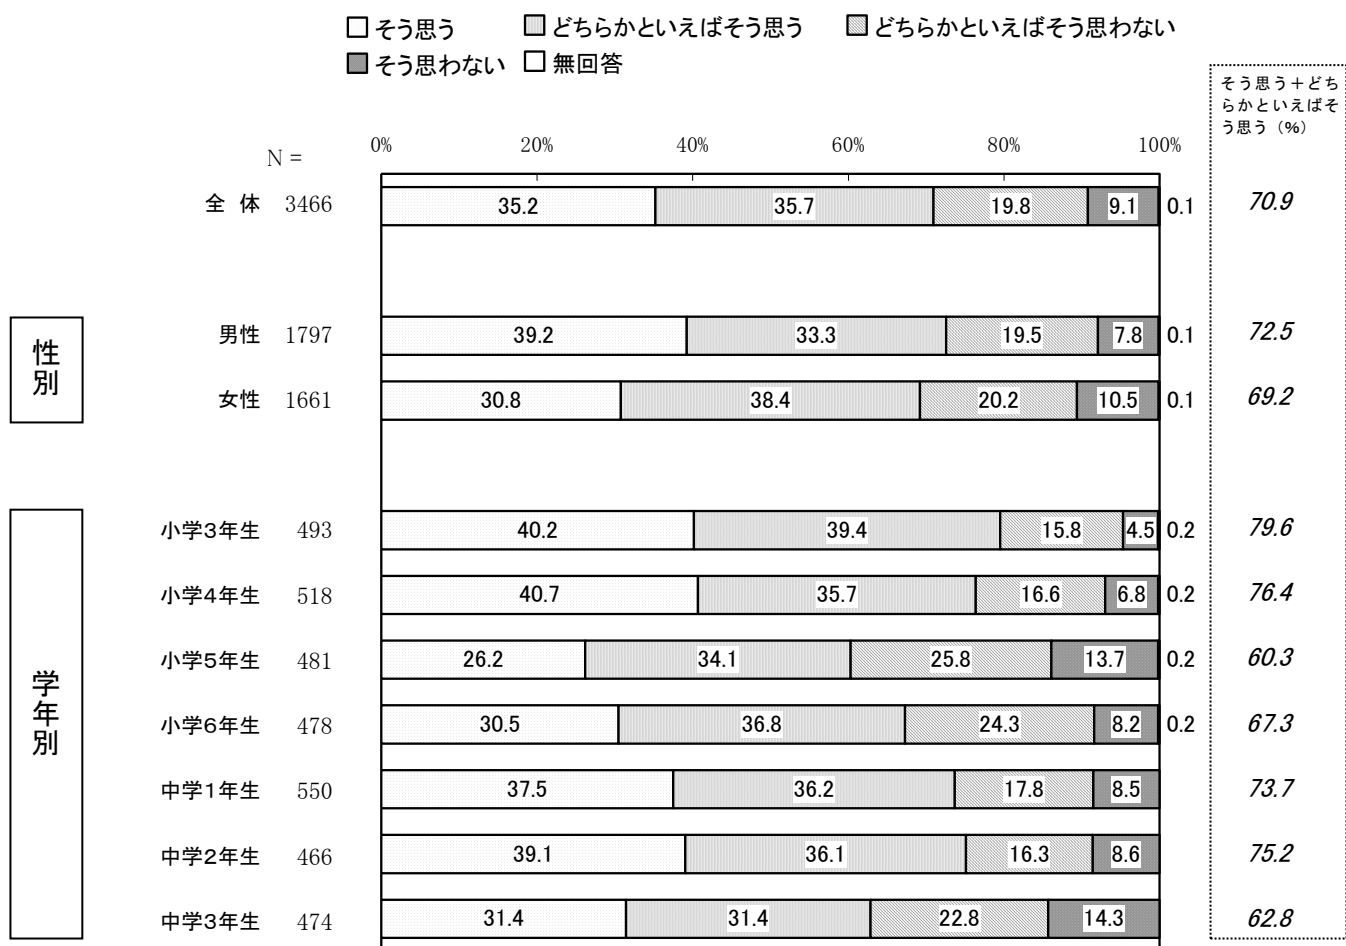 そう思う どちらかといえばそう思う どちらかといえばそう思わない
そう思わない 無回答
そう思う＋どち
らかといえばそ
う思う（%）
N = 0% 20% 40% 60% 80% 100%
全 体 3466 35.2 35.7 19.8 9.1 0.1 70.9
性別
男性 1797 39.2 33.3 19.5 7.8 0.1 72.5
女性 1661 30.8 38.4 20.2 10.5 0.1 69.2
学年別
小学3年生 493 40.2 39.4 15.8 4.5 0.2 79.6
小学4年生 518 40.7 35.7 16.6 6.8 0.2 76.4
小学5年生 481 26.2 34.1 25.8 13.7 0.2 60.3
小学6年生 478 30.5 36.8 24.3 8.2 0.2 67.3
中学1年生 550 37.5 36.2 17.8 8.5 73.7
中学2年生 466 39.1 36.1 16.3 8.6 75.2
中学3年生 474 31.4 31.4 22.8 14.3 62.8